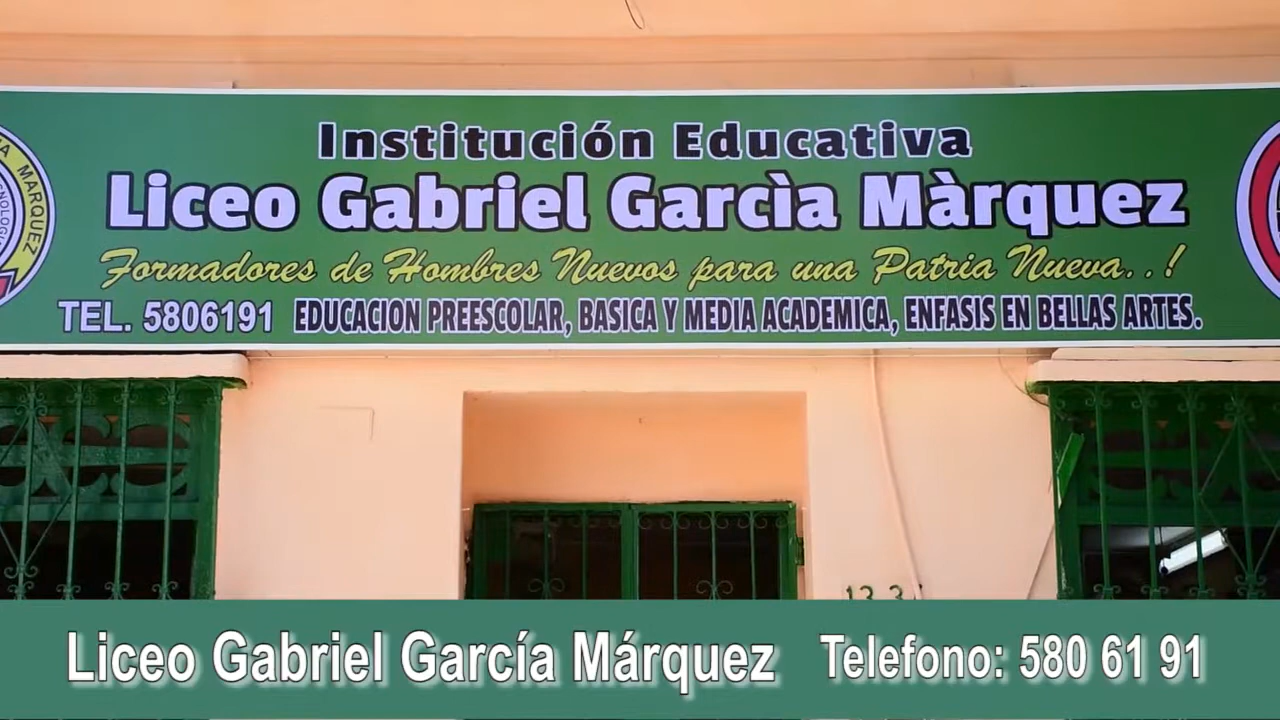 Institución Educativa
Liceo Gabriel Garcìa Màrquez
Formadores de Hombres Nuevos para una Patria Nueva..!
TEL. 5806191 EDUCACION PREESCOLAR, BASICA Y MEDIA ACADEMICA, ENFASIS EN BELLAS ARTES.
MARQUEZ
Liceo Gabriel García Márquez Telefono: 580 61 91